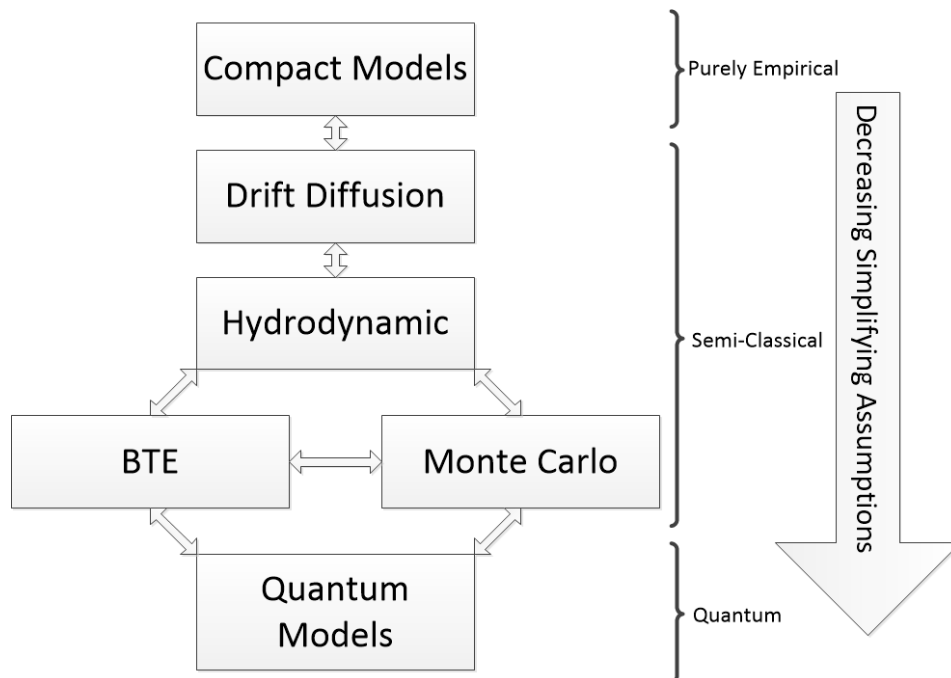 Compact Models
Purely Empirical
Drift Diffusion
Hydrodynamic
Semi-Classical
BTE
Monte Carlo
Quantum
Models
Quantum
Decreasing Simplifying Assumptions